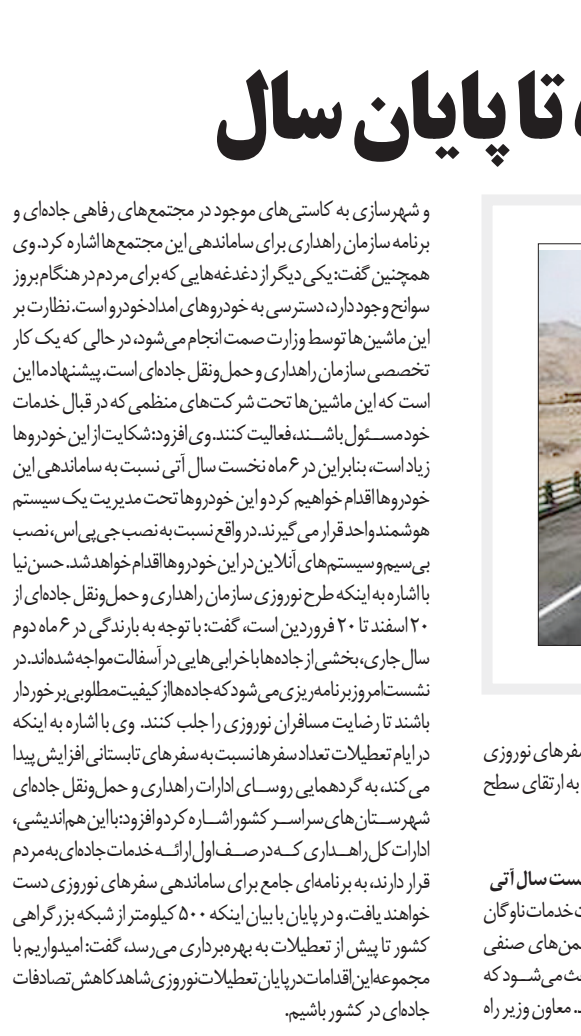 تا پایان سال
سفرهای نوروزی
به ارتقای سطح
نخست سال آتی
خدمات ناوگان
انجمن‌های صنفی
می‌شود که
معاون وزیر راه
و شهرسازی به کاستی‌های موجود در مجتمع‌های رفاهی جاده‌ای و
برنامه سازمان راهداری برای ساماندهی این مجتمع‌ها اشاره کرد. وی
همچنین گفت: یکی دیگر از دغدغه‌هایی که برای مردم در هنگام بروز
سوانح وجود دارد، دسترسی به خودروهای امداد خودرو است. نظارت بر
این ماشین‌ها توسط وزارت صمت انجام می‌شود، در حالی که یک کار
تخصصی سازمان راهداری و حمل‌ونقل جاده‌ای است. پیشنهاد ما این
است که این ماشین‌ها تحت شرکت‌های منظمی که در قبال خدمات
خود مسئول باشند، فعالیت کنند. وی افزود: شکایت از این خودروها
زیاد است، بنابراین در ۶ ماه نخست سال آتی نسبت به ساماندهی این
خودروها اقدام خواهیم کرد و این خودروها تحت مدیریت یک سیستم
هوشمند واحد قرار می گیرند. در واقع نسبت به نصب جی‌پی‌اس، نصب
بی‌سیم و سیستم‌های آنلاین در این خودروها اقدام خواهد شد. حسن‌نیا
با اشاره به اینکه طرح نوروزی سازمان راهداری و حمل‌ونقل جاده‌ای از
۲۰ اسفند تا ۲۰ فروردین است، گفت: با توجه به بارندگی در ۶ ماه دوم
سال جاری، بخشی از جاده‌ها با خرابی‌هایی در آسفالت مواجه شده‌اند. در
نشست امروز برنامه‌ریزی می‌شود که جاده‌ها از کیفیت مطلوبی برخوردار
باشند تا رضایت مسافران نوروزی را جلب کنند. وی با اشاره به اینکه
در ایام تعطیلات تعداد سفرها نسبت به سفرهای تابستانی افزایش پیدا
می کند، به گردهمایی روسای ادارات راهداری و حمل‌ونقل جاده‌ای
شهرستان‌های سراسر کشور اشاره کرد و افزود: با این هم‌اندیشی،
ادارات کل راهداری که در صف اول ارائه خدمات جاده‌ای به مردم
قرار دارند، به برنامه‌ای جامع برای ساماندهی سفرهای نوروزی دست
خواهند یافت. و در پایان با بیان اینکه ۵۰۰ کیلومتر از شبکه بزرگراهی
کشور تا پیش از تعطیلات به بهره‌برداری می‌رسد، گفت: امیدواریم با
مجموعه این اقدامات در پایان تعطیلات نوروزی شاهد کاهش تصادفات
جاده‌ای در کشور باشیم.